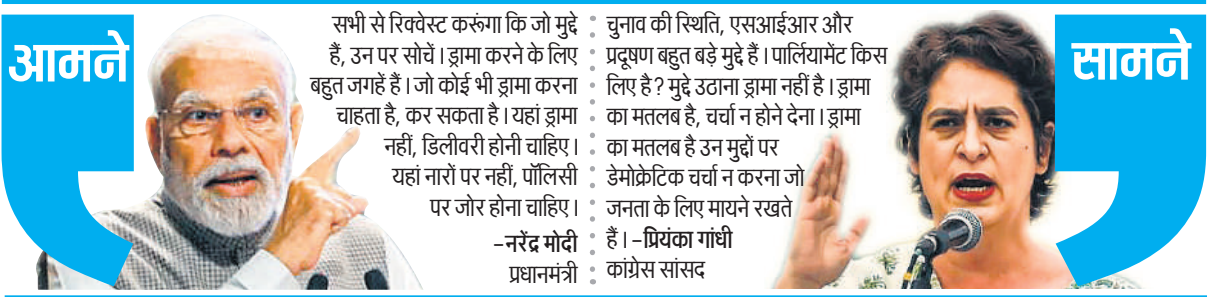 आमने
सभी से रिक्वेस्ट करूंगा कि जो मुद्दे
हैं, उन पर सोचें । ड्रामा करने के लिए
बहुत जगहें हैं । जो कोई भी ड्रामा करना
चाहता है, कर सकता है । यहां ड्रामा
नहीं, डिलीवरी होनी चाहिए ।
यहां नारों पर नहीं, पॉलिसी
पर जोर होना चाहिए ।
–नरेंद्र मोदी
प्रधानमंत्री
चुनाव की स्थिति, एसआईआर और
प्रदूषण बहुत बड़े मुद्दे हैं । पार्लियामेंट किस
लिए है ? मुद्दे उठाना ड्रामा नहीं है । ड्रामा
का मतलब है, चर्चा न होने देना । ड्रामा
का मतलब है उन मुद्दों पर
डेमोक्रेटिक चर्चा न करना जो
जनता के लिए मायने रखते
हैं । –प्रियंका गांधी
कांग्रेस सांसद
सामने